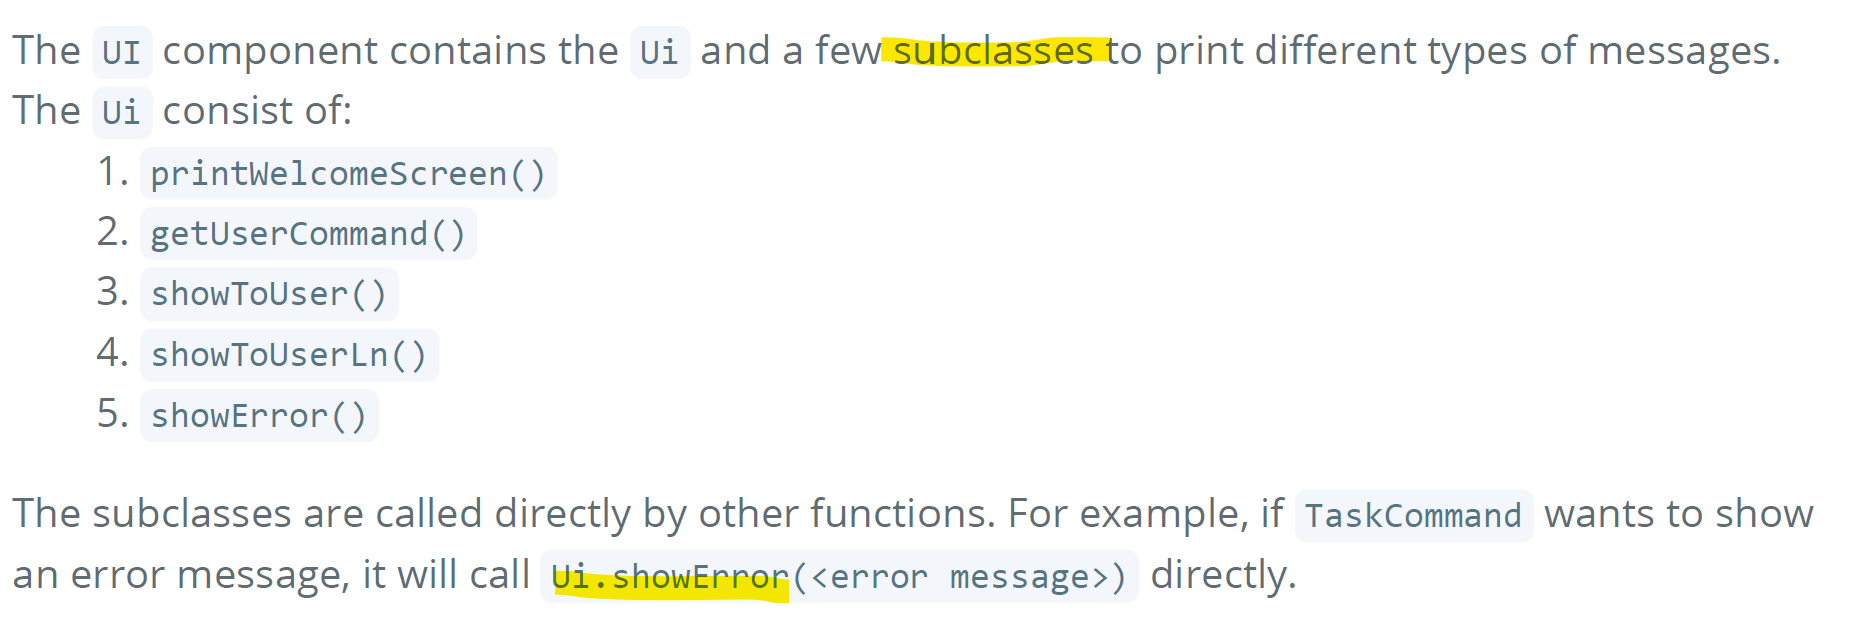 The UI component contains the Ui and a few subclasses to print different types of messages.
The Ui consist of:
1. printWelcomeScreen()
2. getUserCommand()
3. showToUser()
4. showToUserLn()
5. showError()
The subclasses are called directly by other functions. For example, if TaskCommand wants to show
an error message, it will call Ui.showError(<error message>) directly.